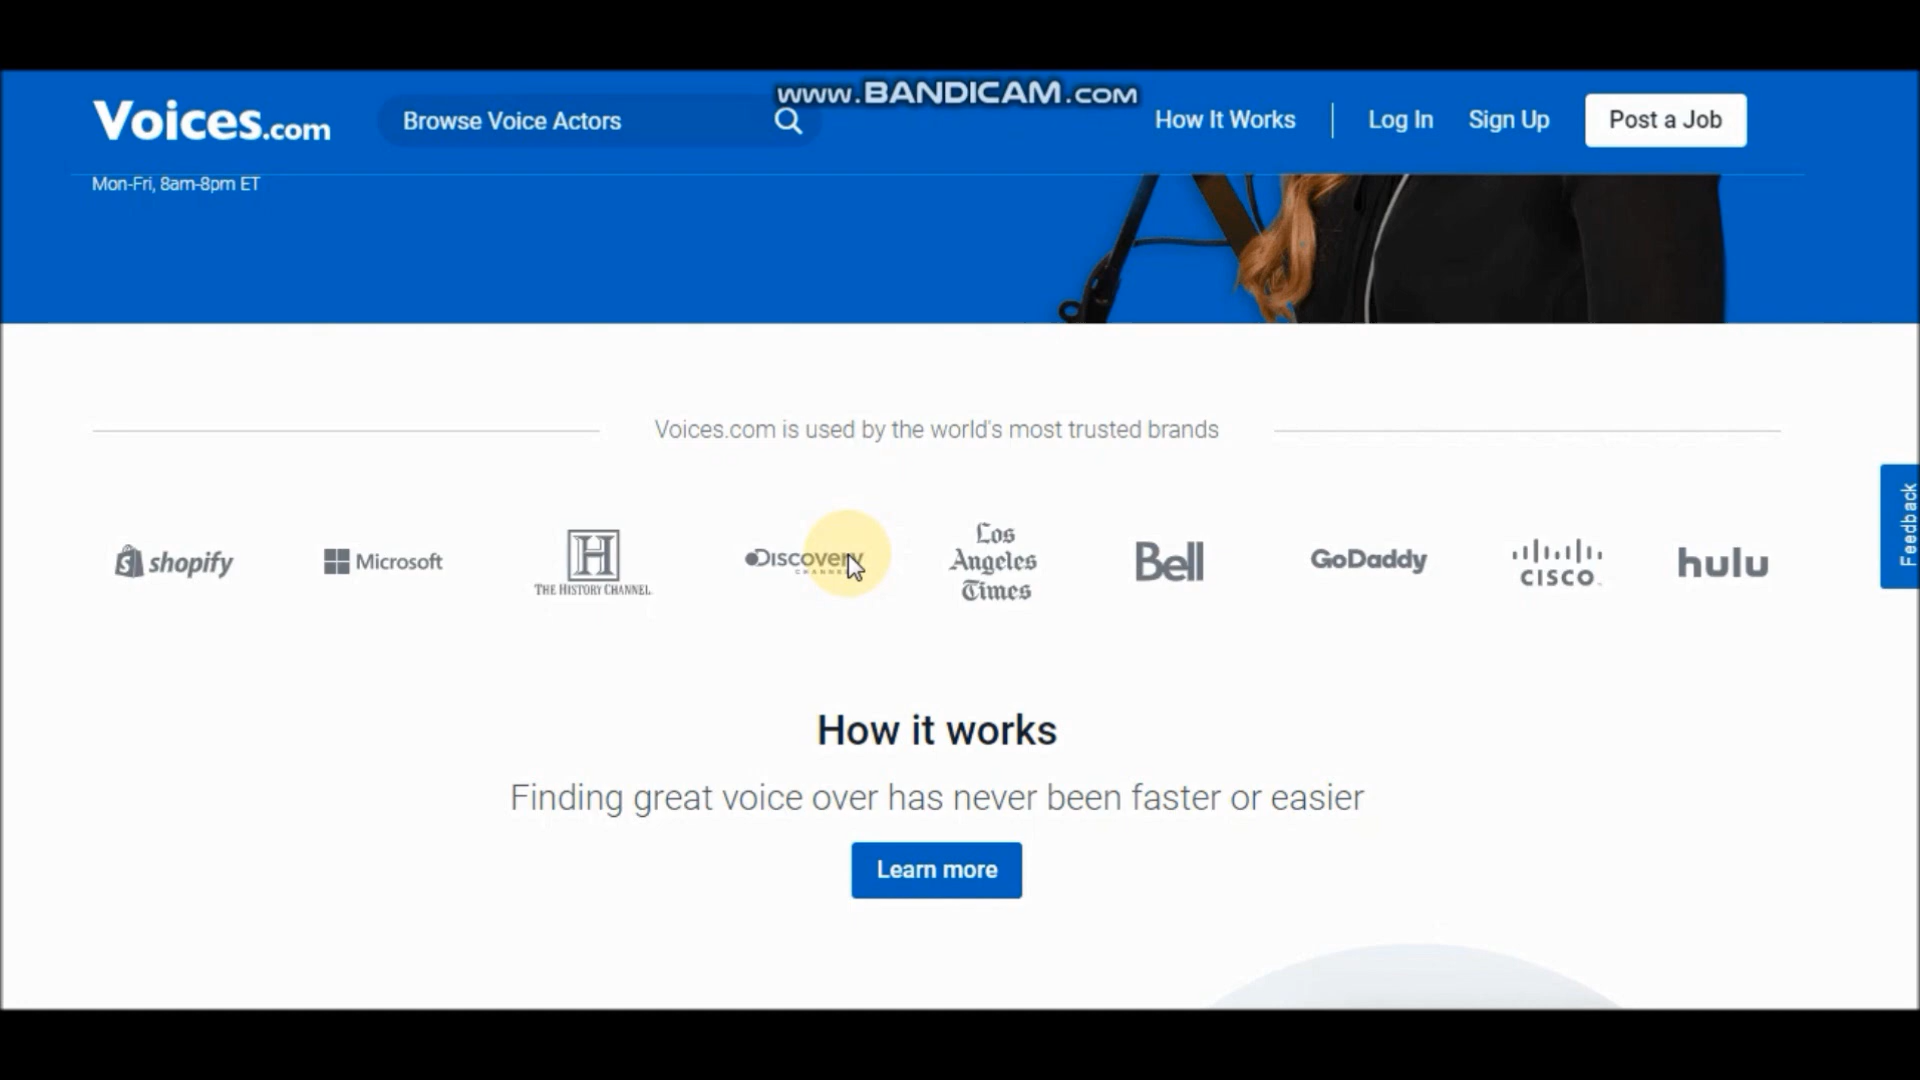 www.BANDICAM.com
Voices.com
Browse Voice Actors
How It Works
Log In
Sign Up
Post a Job
Mon-Fri, 8am-8pm ET
Voices.com is used by the world's most trusted brands
shopify
Microsoft
H
THE HISTORY CHANNEL
Discovery
CHANNEL
Los
Angeles
Times
Bell
GoDaddy
CISCO
hulu
Feedback
How it works
Finding great voice over has never been faster or easier
Learn more